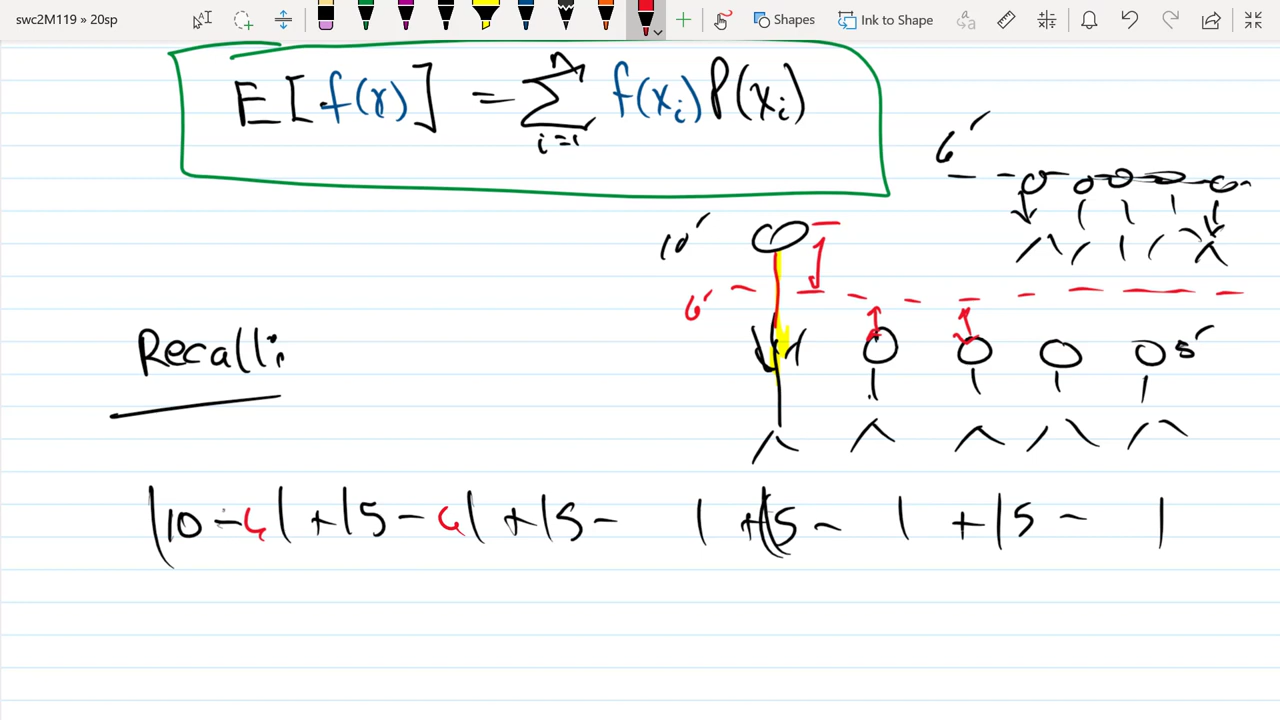 swc2M119 » 20sp
Shapes
Ink to Shape
E[f(x)] = ∑ f(xᵢ)P(xᵢ)
n
i=1
6'
10'
6'
5'
Recall:
|10-6| + |5-6| + |5- | + |5- | + |5- |